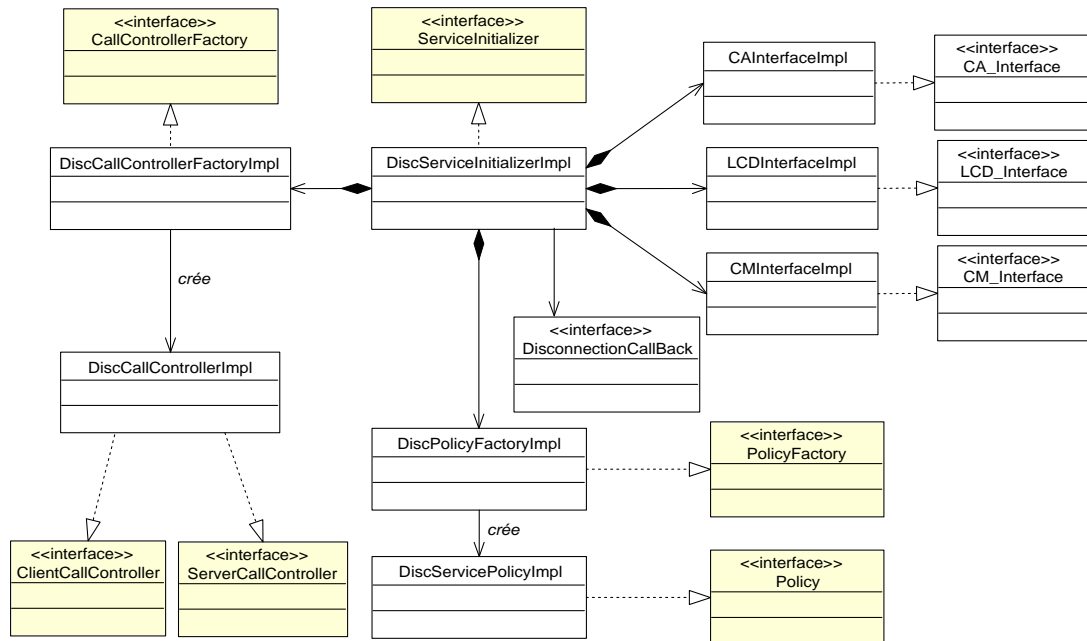 <<interface>>
CallControllerFactory
<<interface>>
ServiceInitializer
CAInterfaceImpl
<<interface>>
CA_Interface
DiscCallControllerFactoryImpl
DiscServiceInitializerImpl
LCDInterfaceImpl
<<interface>>
LCD_Interface
crée
CMInterfaceImpl
<<interface>>
CM_Interface
<<interface>>
DisconnectionCallBack
DiscCallControllerImpl
DiscPolicyFactoryImpl
<<interface>>
PolicyFactory
crée
<<interface>>
ClientCallController
<<interface>>
ServerCallController
DiscServicePolicyImpl
<<interface>>
Policy